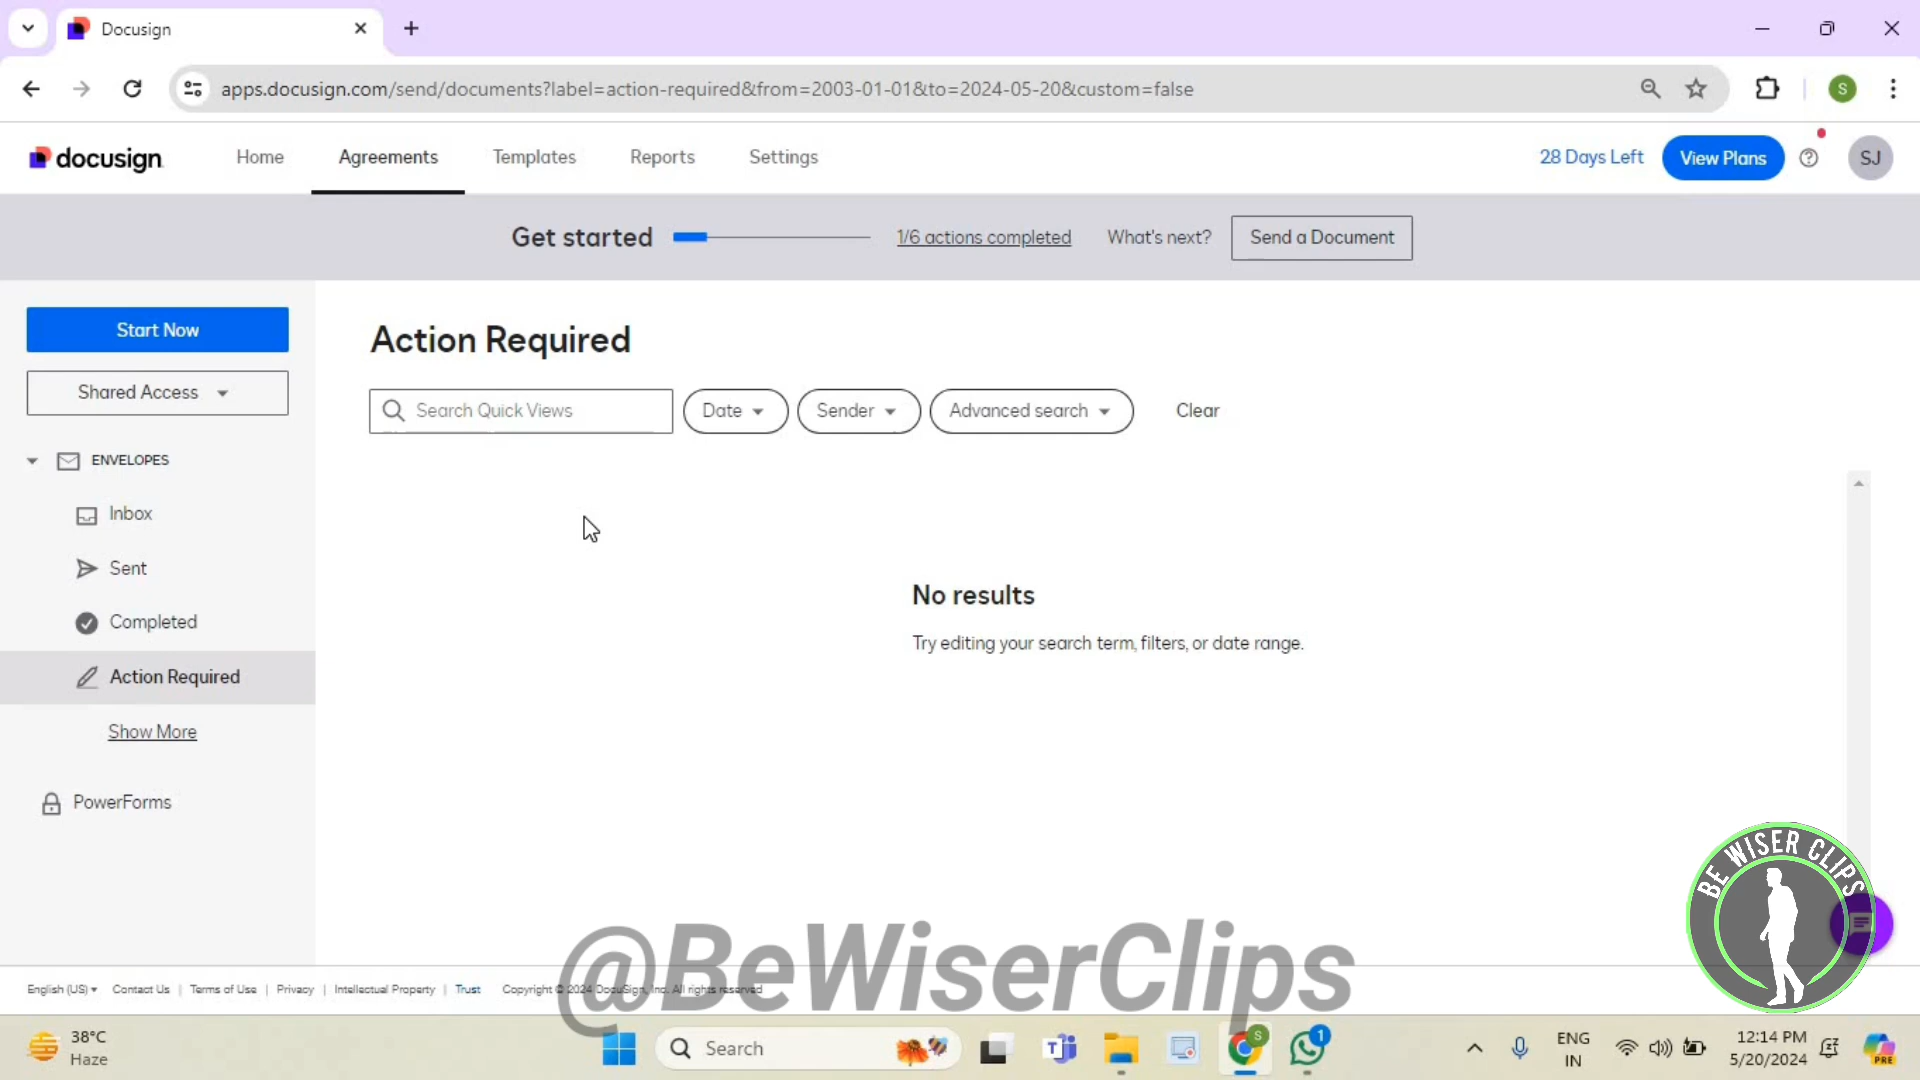 Docusign
apps.docusign.com/send/documents?label=action-required&from=2003-01-01&to=2024-05-20&custom=false
S
docusign
Home
Agreements
Templates
Reports
Settings
28 Days Left
View Plans
SJ
Get started
1/6 actions completed
What's next?
Send a Document
Start Now
Shared Access
ENVELOPES
Inbox
Sent
Completed
Action Required
Show More
PowerForms
Action Required
Search Quick Views
Date
Sender
Advanced search
Clear
No results
Try editing your search term, filters, or date range.
BE WISER CLIPS
@BeWiserClips
English (US)
Contact Us
Terms of Use
Privacy
Intellectual Property
Trust
Copyright © 2024 DocuSign, Inc. All rights reserved
38°C
Haze
Search
T
S
1
ENG
IN
12:14 PM
5/20/2024
PRE